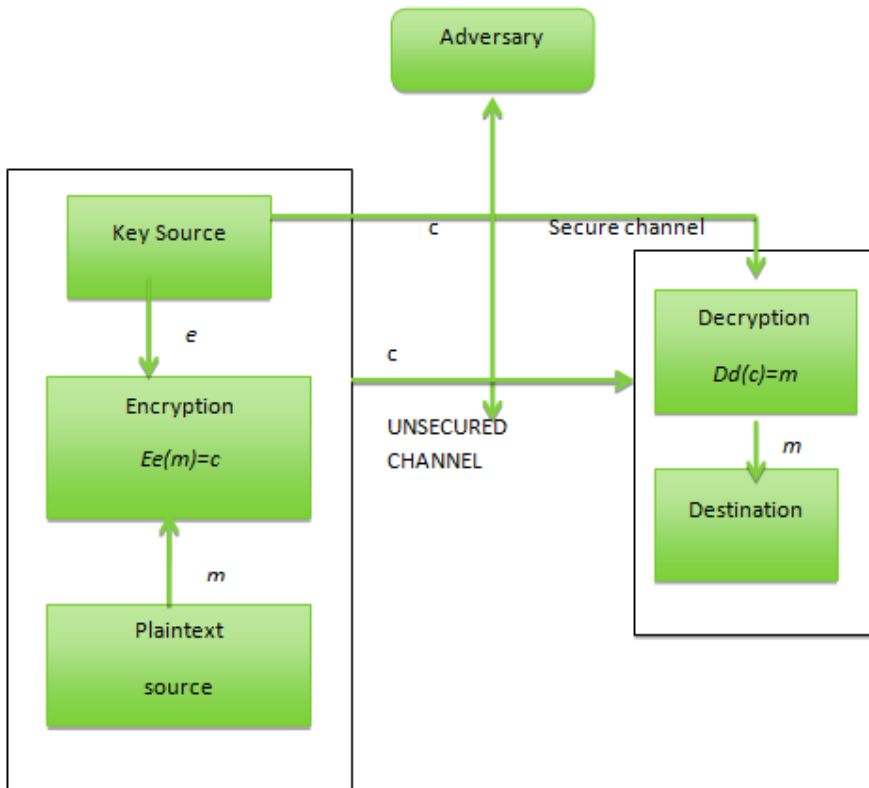 Adversary
Key Source
c
Secure channel
e
Encryption
Ee(m)=c
m
Plaintext
source
c
UNSECURED
CHANNEL
Decryption
Dd(c)=m
m
Destination